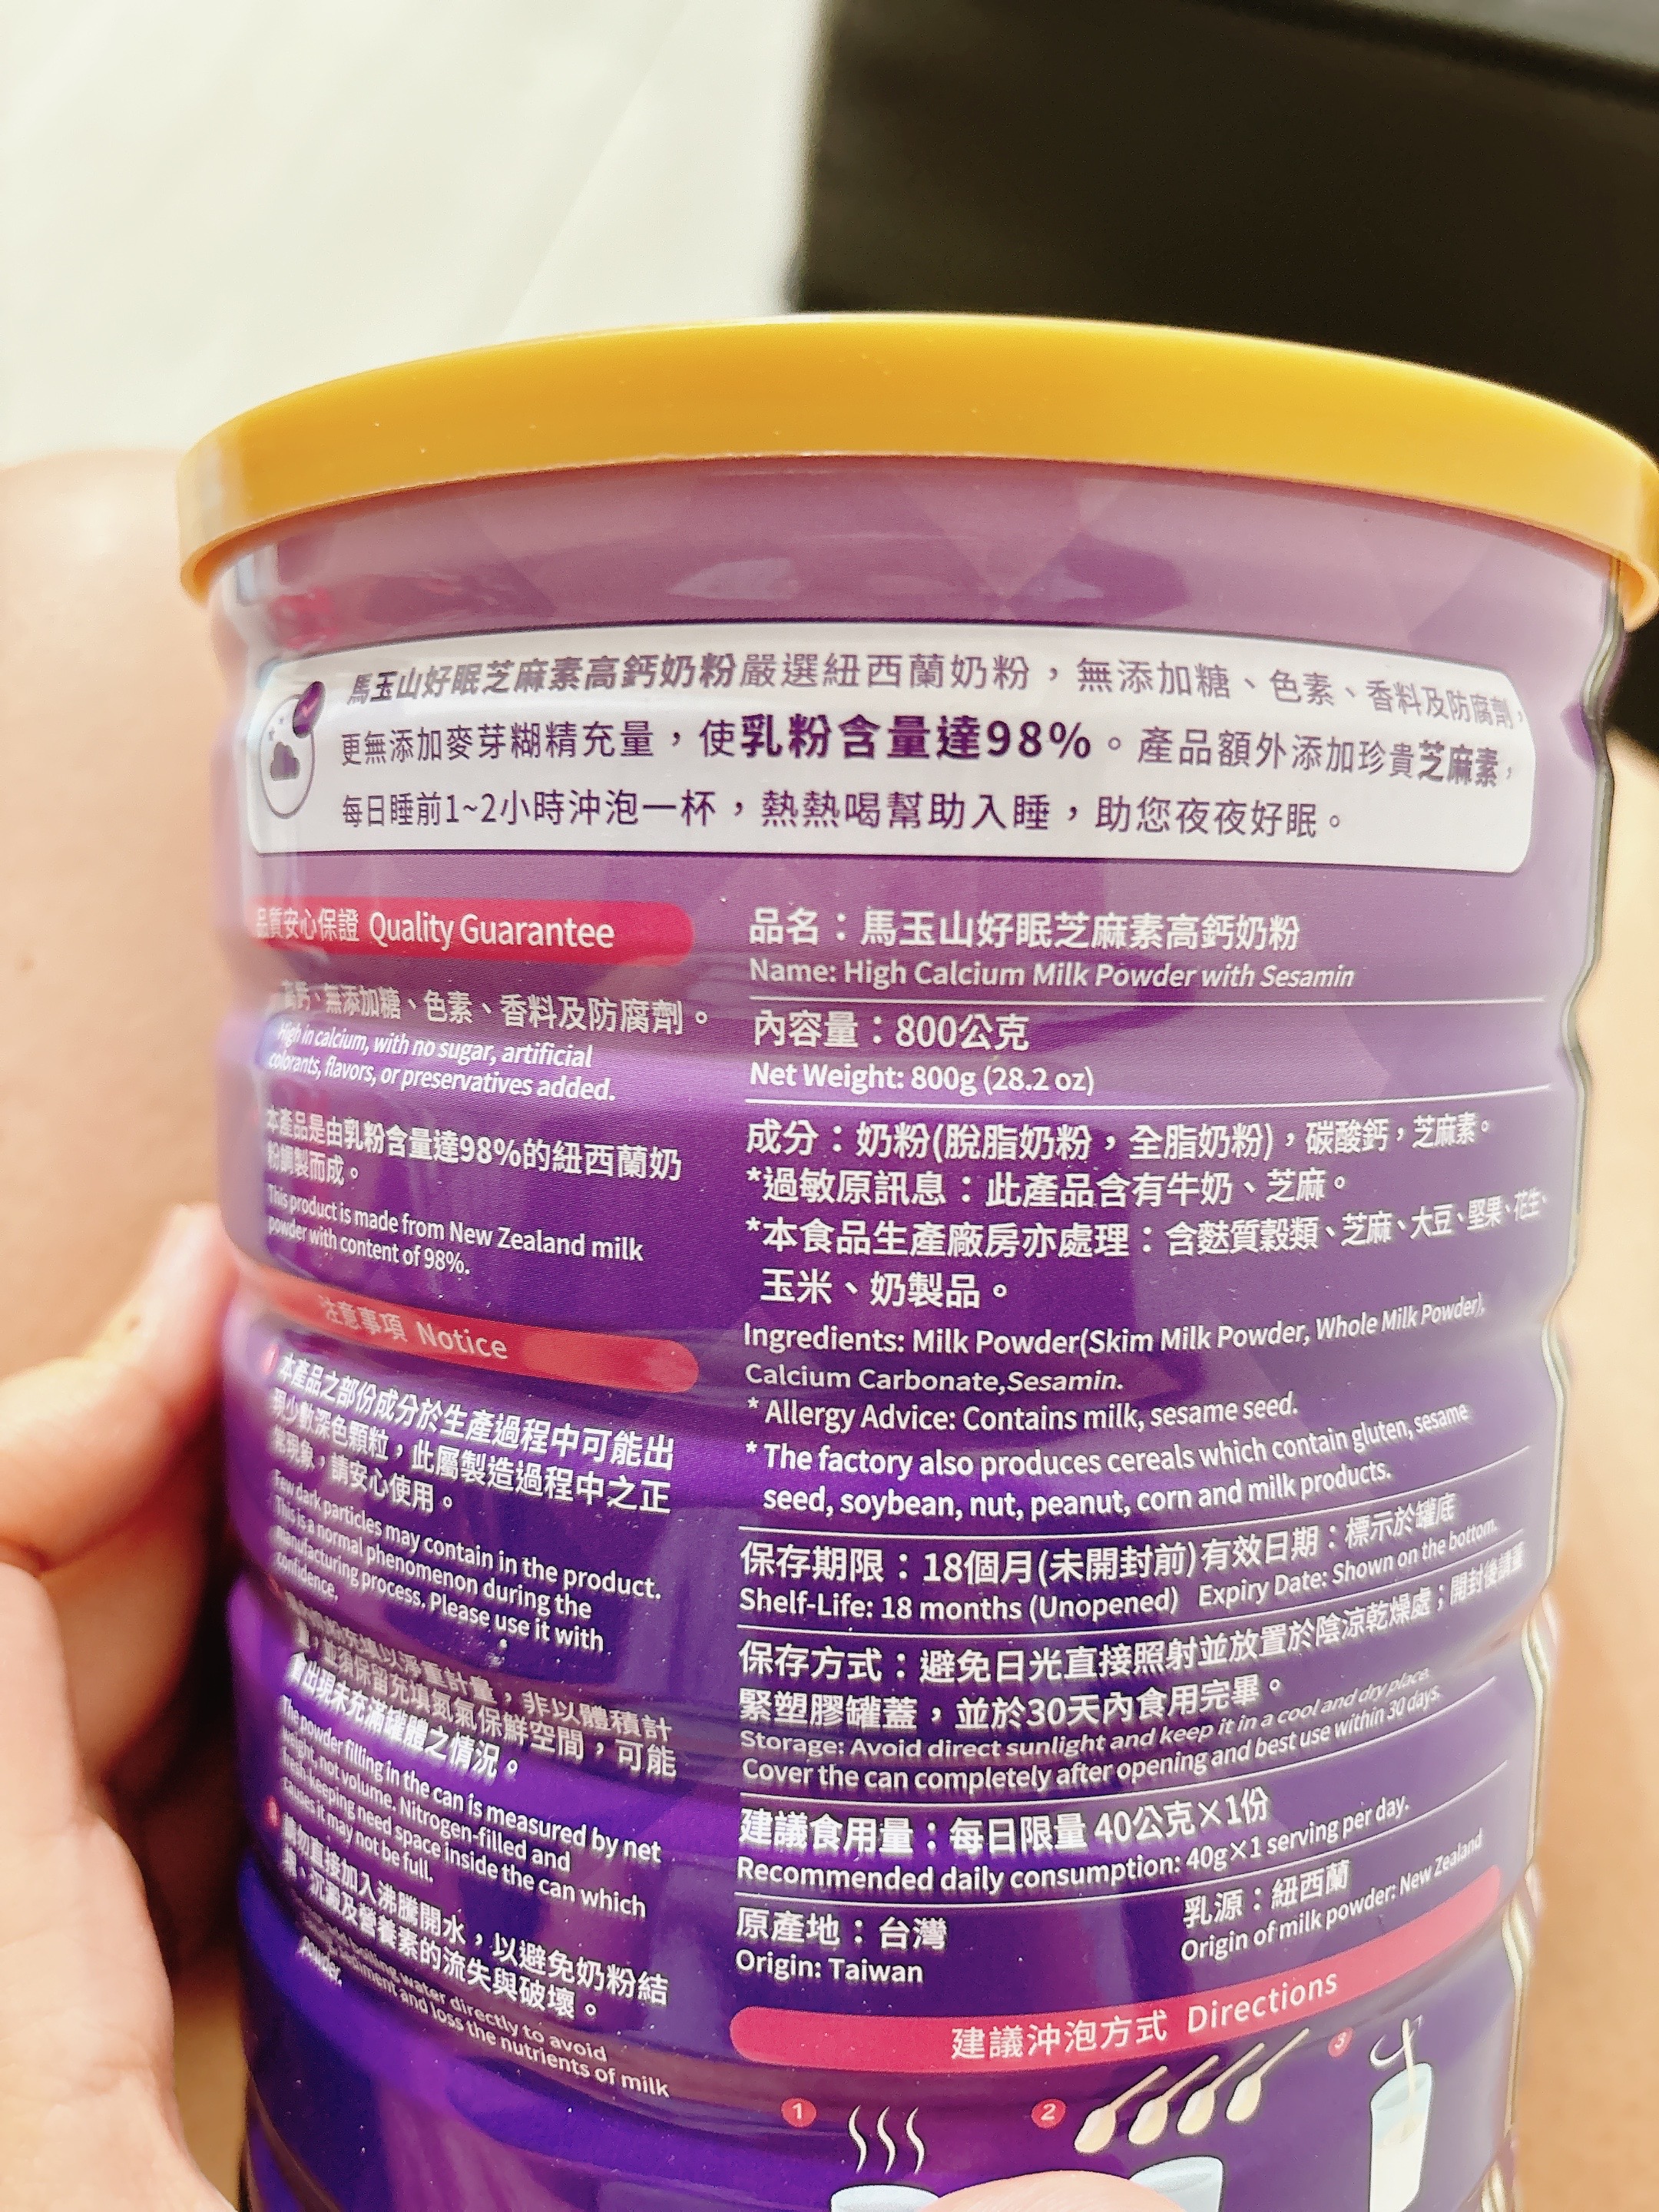 馬玉山好眠芝麻素高鈣奶粉嚴選紐西蘭奶粉，無添加糖、色素、香料及防腐劑，
更無添加麥芽糊精充量，使乳粉含量達98%。產品額外添加珍貴芝麻素，
每日睡前1~2小時沖泡一杯，熱熱喝幫助入睡，助您夜夜好眠。
品質安心保證 Quality Guarantee
高鈣、無添加糖、色素、香料及防腐劑。
High in calcium, with no sugar, artificial
colorants, flavors, or preservatives added.
本產品是由乳粉含量達98%的紐西蘭奶
粉調製而成。
This product is made from New Zealand milk
powder with content of 98%.
注意事項 Notice
本產品之部份成分於生產過程中可能出
現少數深色顆粒，此屬製造過程中之正
常現象，請安心使用。
Few dark particles may contain in the product.
This is a normal phenomenon during the
manufacturing process. Please use it with
confidence.
填以淨重計量，非以體積計
量，並須保留充填氮氣保鮮空間，可能
會出現未充滿罐體之情況。
The powder filling in the can is measured by net
weight, not volume. Nitrogen-filled and
fresh-keeping need space inside the can which
causes it may not be full.
請勿直接加入沸騰開水，以避免奶粉結
塊、沉澱及營養素的流失與破壞。
boiling water directly to avoid
sediment and loss the nutrients of milk
powder.
品名：馬玉山好眠芝麻素高鈣奶粉
Name: High Calcium Milk Powder with Sesamin
內容量：800公克
Net Weight: 800g (28.2 oz)
成分：奶粉(脫脂奶粉，全脂奶粉)，碳酸鈣，芝麻素。
*過敏原訊息：此產品含有牛奶、芝麻。
*本食品生產廠房亦處理：含麩質穀類、芝麻、大豆、堅果、花生、
玉米、奶製品。
Ingredients: Milk Powder(Skim Milk Powder, Whole Milk Powder),
Calcium Carbonate,Sesamin.
* Allergy Advice: Contains milk, sesame seed.
* The factory also produces cereals which contain gluten, sesame
seed, soybean, nut, peanut, corn and milk products.
保存期限：18個月(未開封前) 有效日期：標示於罐底
Shelf-Life: 18 months (Unopened) Expiry Date: Shown on the bottom.
保存方式：避免日光直接照射並放置於陰涼乾燥處；開封後請蓋
緊塑膠罐蓋，並於30天內食用完畢。
Storage: Avoid direct sunlight and keep it in a cool and dry place.
Cover the can completely after opening and best use within 30 days.
建議食用量：每日限量 40公克×1份
Recommended daily consumption: 40g×1 serving per day.
原產地：台灣
Origin: Taiwan
乳源：紐西蘭
Origin of milk powder: New Zealand
建議沖泡方式 Directions
1
2
3